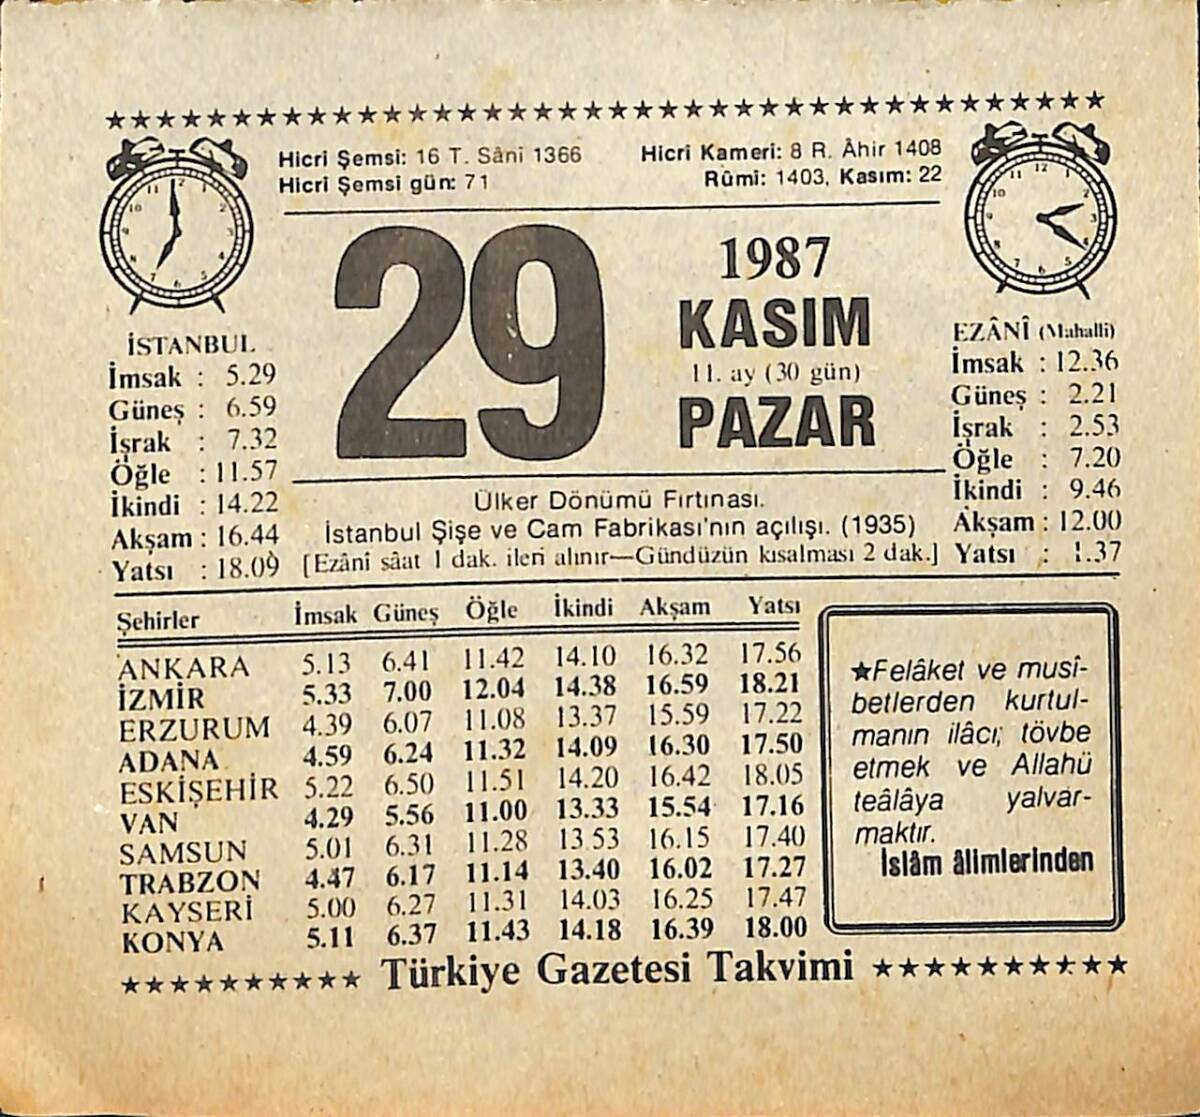 Hicrî Şemsi: 16 T. Sâni 1366
Hicrî Şemsi gün: 71
Hicrî Kameri: 8 R. Âhir 1408
Rûmi: 1403, Kasım: 22
29
1987
KASIM
11. ay (30 gün)
PAZAR
İSTANBUL
İmsak : 5.29
Güneş : 6.59
İşrak : 7.32
Öğle : 11.57
İkindi : 14.22
Akşam : 16.44
Yatsı : 18.09
EZÂNÎ (Mahalli)
İmsak : 12.36
Güneş : 2.21
İşrak : 2.53
Öğle : 7.20
İkindi : 9.46
Akşam : 12.00
Yatsı : 1.37
Ülker Dönümü Fırtınası.
İstanbul Şişe ve Cam Fabrikası'nın açılışı. (1935)
[Ezânî sâat 1 dak. ileri alınır—Gündüzün kısalması 2 dak.]
Şehirler İmsak Güneş Öğle İkindi Akşam Yatsı
ANKARA 5.13 6.41 11.42 14.10 16.32 17.56
İZMİR 5.33 7.00 12.04 14.38 16.59 18.21
ERZURUM 4.39 6.07 11.08 13.37 15.59 17.22
ADANA 4.59 6.24 11.32 14.09 16.30 17.50
ESKİŞEHİR 5.22 6.50 11.51 14.20 16.42 18.05
VAN 4.29 5.56 11.00 13.33 15.54 17.16
SAMSUN 5.01 6.31 11.28 13 53 16.15 17.40
TRABZON 4.47 6.17 11.14 13.40 16.02 17.27
KAYSERİ 5.00 6.27 11.31 14.03 16.25 17.47
KONYA 5.11 6.37 11.43 14.18 16.39 18.00
★Felâket ve musî-
betlerden kurtul-
manın ilâcı; tövbe
etmek ve Allahü
teâlâya yalvar-
maktır.
İslâm âlimlerinden
Türkiye Gazetesi Takvimi